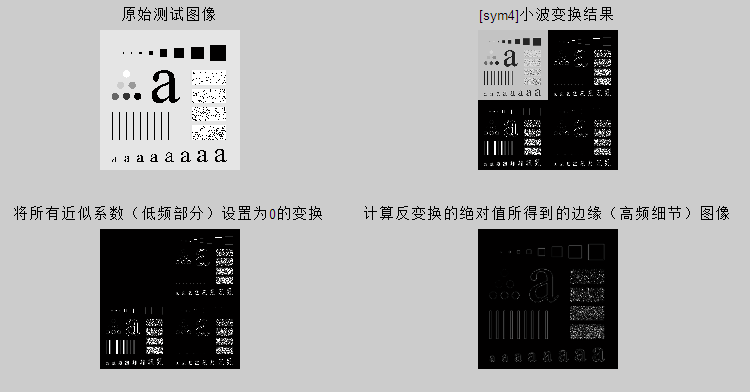 原始测试图像
[sym4]小波变换结果
a
a a a a a a a a a
将所有近似系数（低频部分）设置为0的变换
计算反变换的绝对值所得到的边缘（高频细节）图像
a